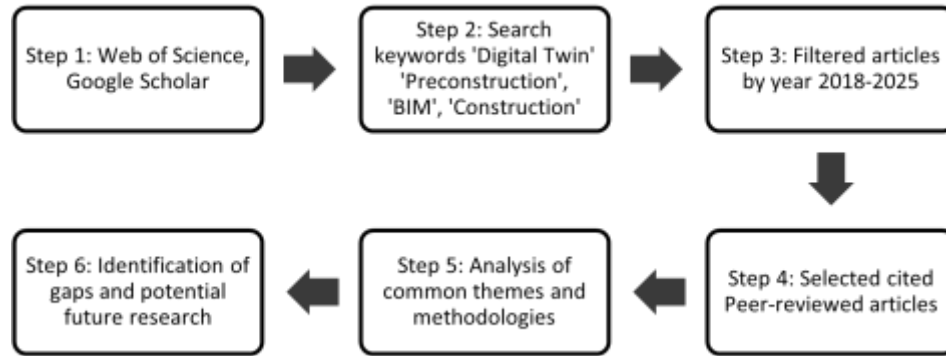 Step 1: Web of Science,
Google Scholar
Step 2: Search
keywords 'Digital Twin'
'Preconstruction',
'BIM', 'Construction'
Step 3: Filtered articles
by year 2018-2025
Step 4: Selected cited
Peer-reviewed articles
Step 5: Analysis of
common themes and
methodologies
Step 6: Identification of
gaps and potential
future research